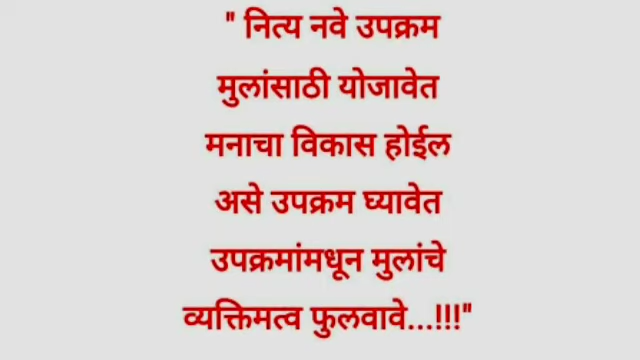 " नित्य नवे उपक्रम
मुलांसाठी योजावेत
मनाचा विकास होईल
असे उपक्रम घ्यावेत
उपक्रमांमधून मुलांचे
व्यक्तिमत्व फुलवावे...!!!"